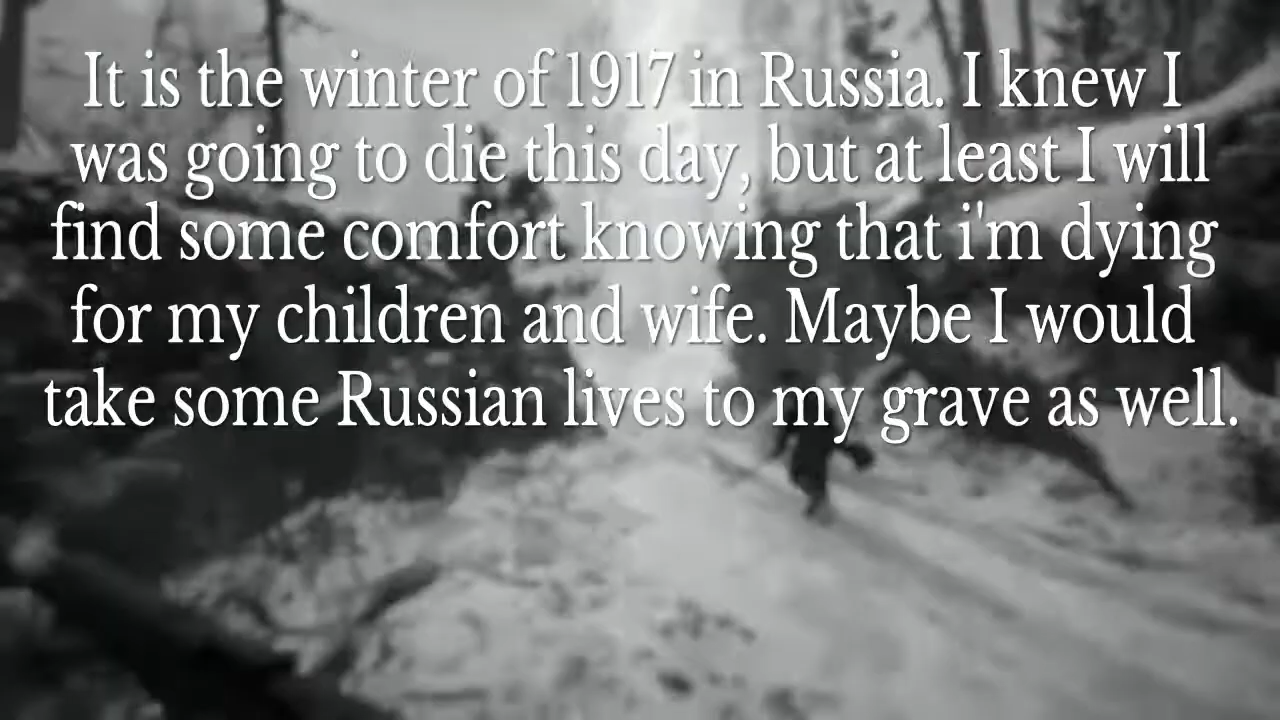 It is the winter of 1917 in Russia. I knew I
was going to die this day, but at least I will
find some comfort knowing that i'm dying
for my children and wife. Maybe I would
take some Russian lives to my grave as well.